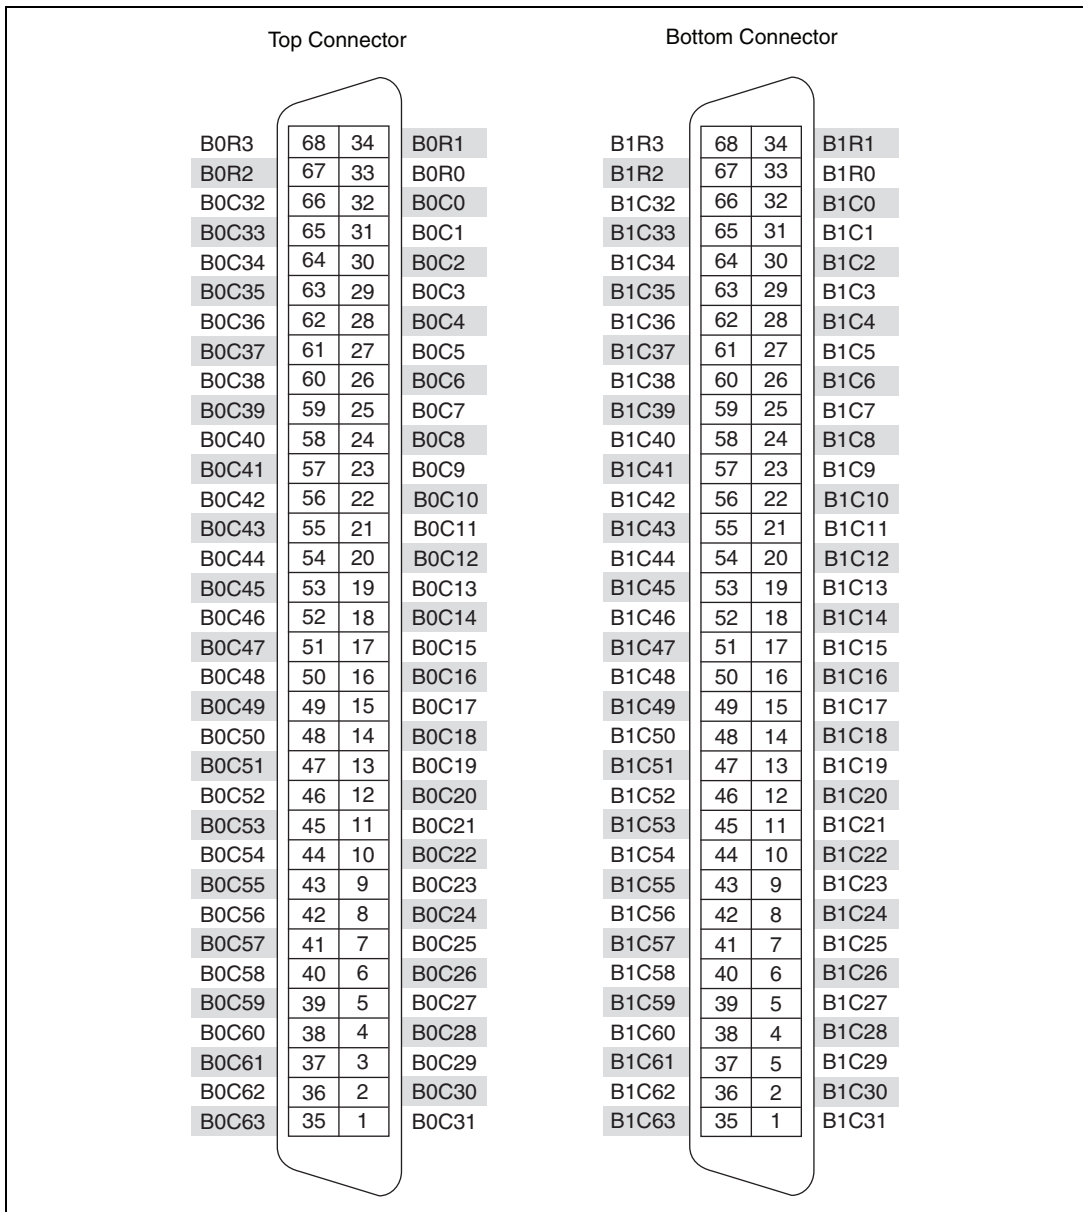 Top Connector Bottom Connector
B0R3 68 34 B0R1 B1R3 68 34 B1R1
B0R2 67 33 B0R0 B1R2 67 33 B1R0
B0C32 66 32 B0C0 B1C32 66 32 B1C0
B0C33 65 31 B0C1 B1C33 65 31 B1C1
B0C34 64 30 B0C2 B1C34 64 30 B1C2
B0C35 63 29 B0C3 B1C35 63 29 B1C3
B0C36 62 28 B0C4 B1C36 62 28 B1C4
B0C37 61 27 B0C5 B1C37 61 27 B1C5
B0C38 60 26 B0C6 B1C38 60 26 B1C6
B0C39 59 25 B0C7 B1C39 59 25 B1C7
B0C40 58 24 B0C8 B1C40 58 24 B1C8
B0C41 57 23 B0C9 B1C41 57 23 B1C9
B0C42 56 22 B0C10 B1C42 56 22 B1C10
B0C43 55 21 B0C11 B1C43 55 21 B1C11
B0C44 54 20 B0C12 B1C44 54 20 B1C12
B0C45 53 19 B0C13 B1C45 53 19 B1C13
B0C46 52 18 B0C14 B1C46 52 18 B1C14
B0C47 51 17 B0C15 B1C47 51 17 B1C15
B0C48 50 16 B0C16 B1C48 50 16 B1C16
B0C49 49 15 B0C17 B1C49 49 15 B1C17
B0C50 48 14 B0C18 B1C50 48 14 B1C18
B0C51 47 13 B0C19 B1C51 47 13 B1C19
B0C52 46 12 B0C20 B1C52 46 12 B1C20
B0C53 45 11 B0C21 B1C53 45 11 B1C21
B0C54 44 10 B0C22 B1C54 44 10 B1C22
B0C55 43 9 B0C23 B1C55 43 9 B1C23
B0C56 42 8 B0C24 B1C56 42 8 B1C24
B0C57 41 7 B0C25 B1C57 41 7 B1C25
B0C58 40 6 B0C26 B1C58 40 6 B1C26
B0C59 39 5 B0C27 B1C59 39 5 B1C27
B0C60 38 4 B0C28 B1C60 38 4 B1C28
B0C61 37 3 B0C29 B1C61 37 5 B1C29
B0C62 36 2 B0C30 B1C62 36 2 B1C30
B0C63 35 1 B0C31 B1C63 35 1 B1C31